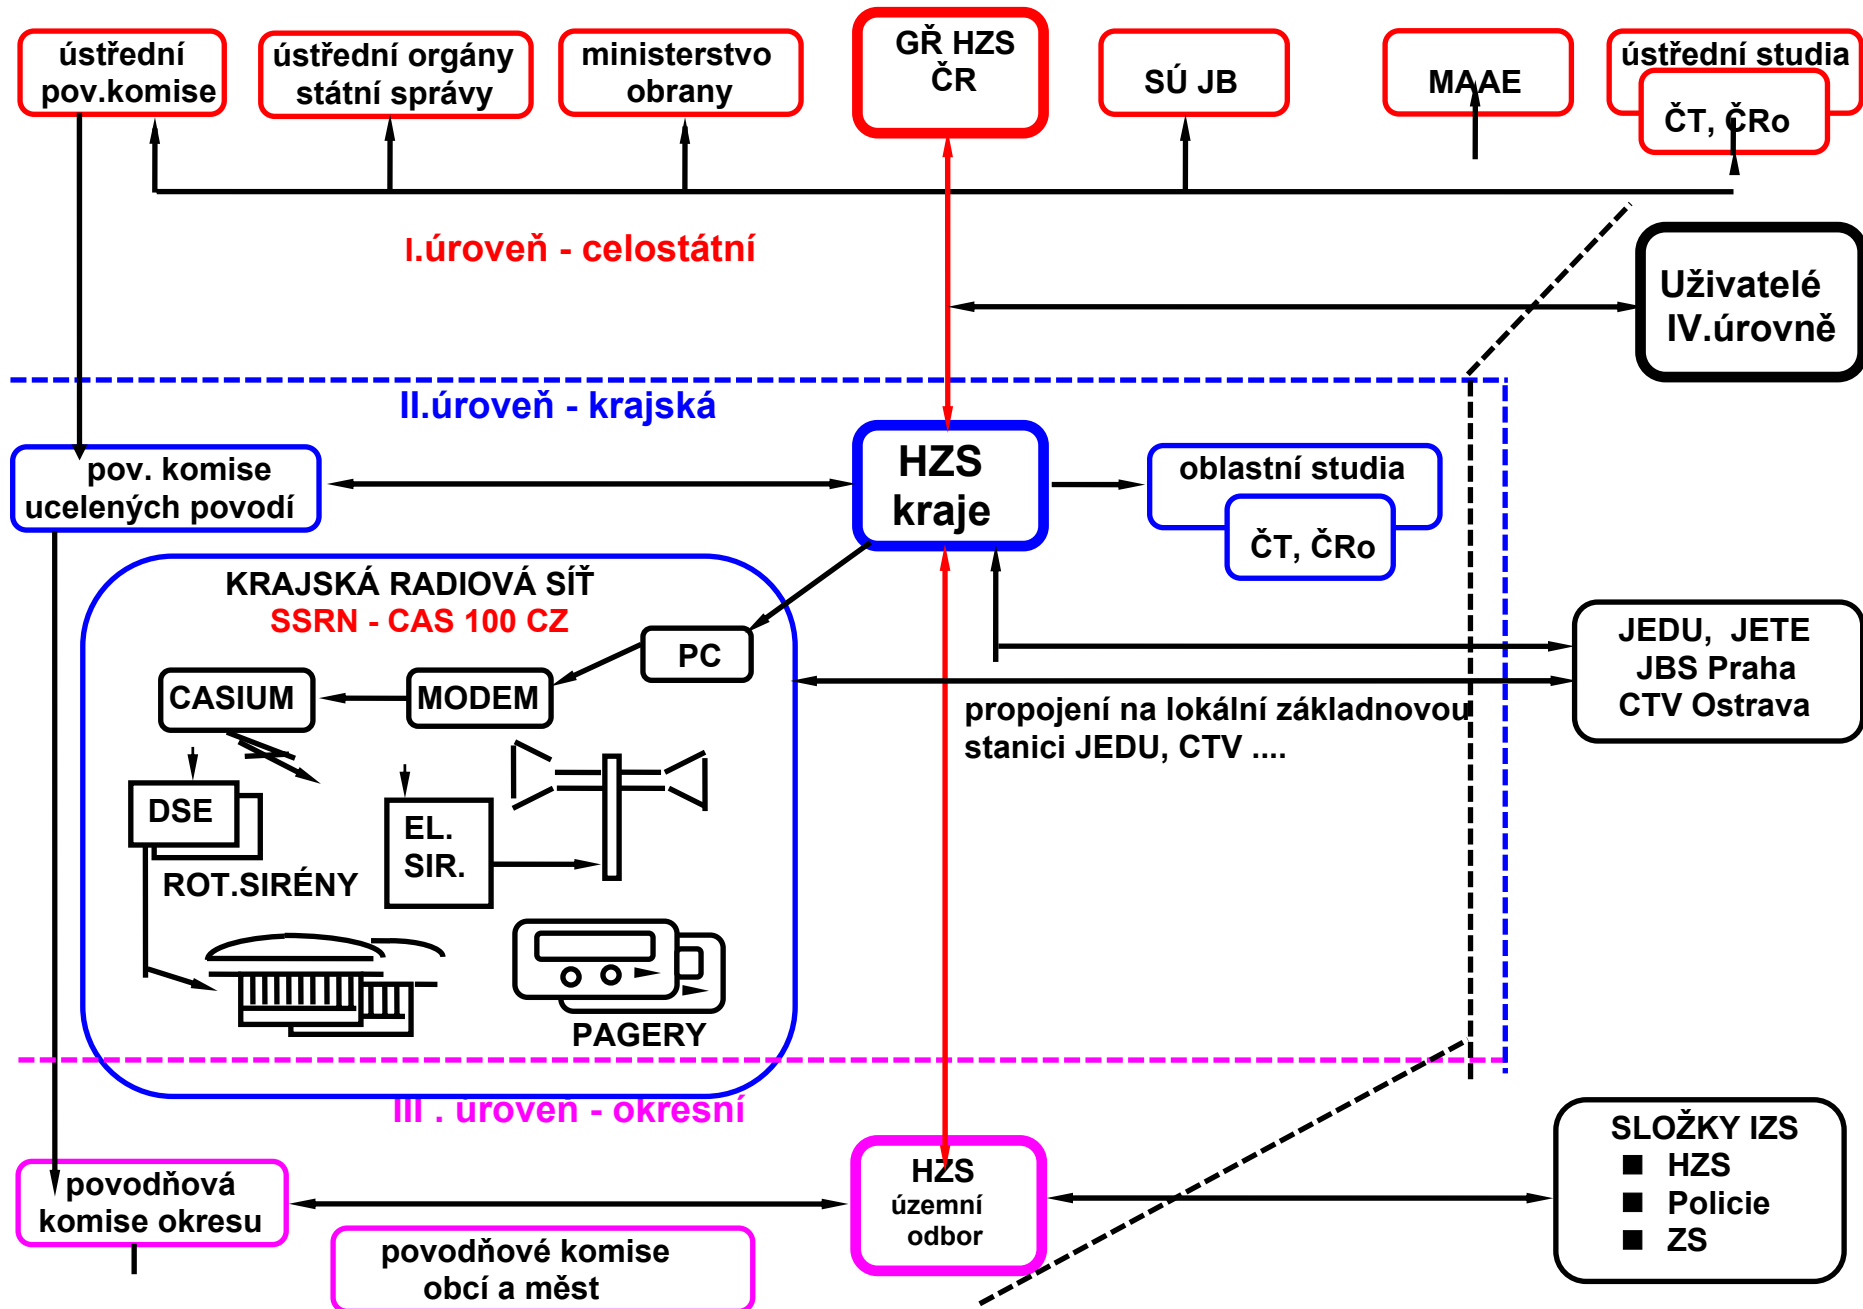 ústřední
pov.komise
ústřední orgány
státní správy
ministerstvo
obrany
GŘ HZS
ČR
SÚ JB
MAAE
ústřední studia
ČT, ČRo
I.úroveň - celostátní
Uživatelé
IV.úrovně
II.úroveň - krajská
pov. komise
ucelených povodí
HZS
kraje
oblastní studia
ČT, ČRo
KRAJSKÁ RADIOVÁ SÍŤ
SSRN - CAS 100 CZ
PC
MODEM
CASIUM
JEDU, JETE
JBS Praha
CTV Ostrava
propojení na lokální základnovou
stanici JEDU, CTV ....
DSE
EL.
SIR.
ROT.SIRÉNY
PAGERY
III . úroveň - okresní
povodňová
komise okresu
HZS
územní
odbor
SLOŽKY IZS
■ HZS
■ Policie
■ ZS
povodňové komise
obcí a měst